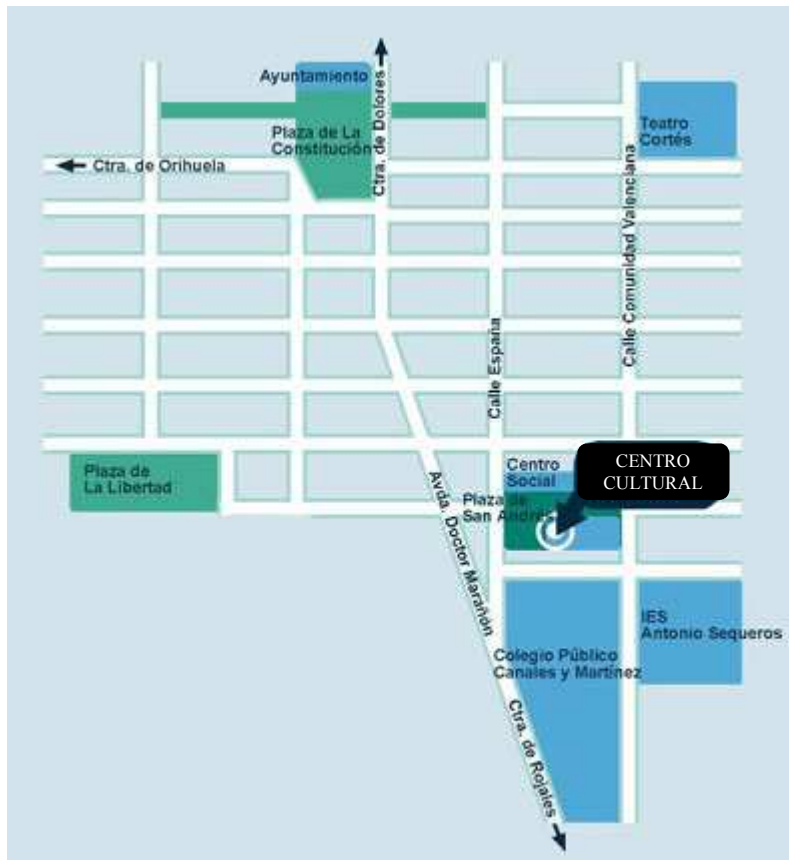 Ayuntamiento
Plaza de La
Constitución
Ctra. de Dolores
Teatro
Cortés
Ctra. de Orihuela
Calle Comunidad Valenciana
Calle España
Plaza de
La Libertad
Centro
Social
CENTRO
CULTURAL
Plaza de
San Andrés
Avda. Doctor Marañón
IES
Antonio Sequeros
Colegio Público
Canales y Martínez
Ctra. de Rojales